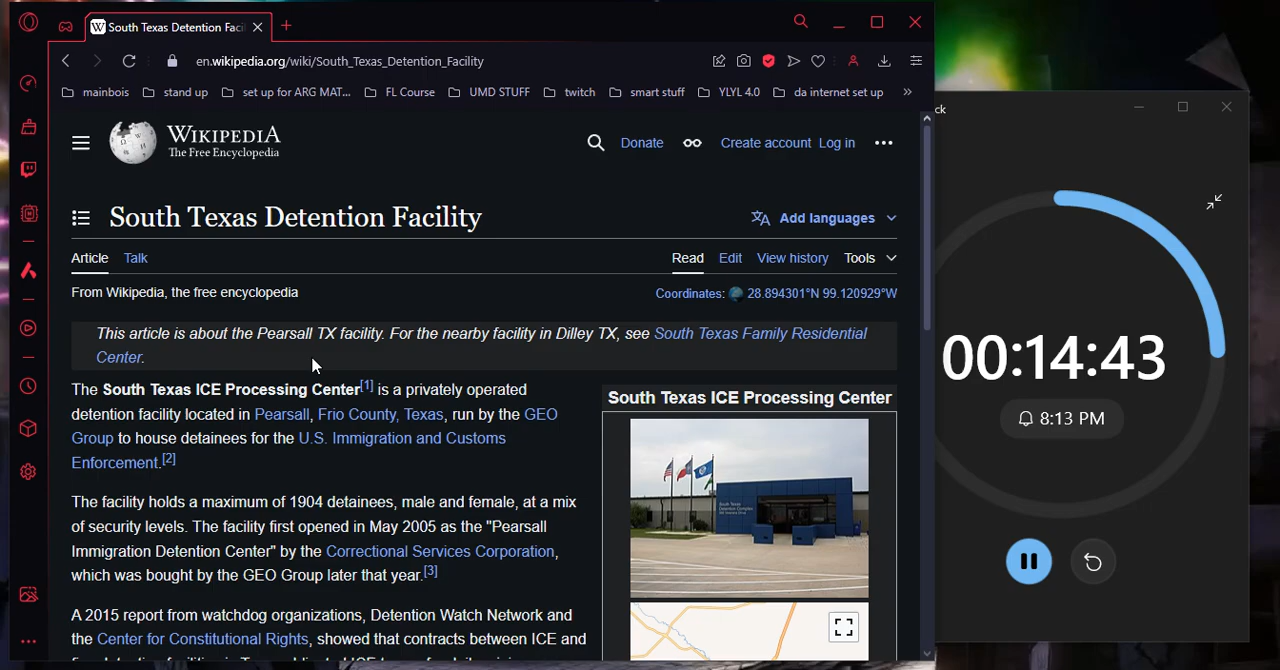 South Texas Detention Faci
en.wikipedia.org/wiki/South_Texas_Detention_Facility
mainbois stand up set up for ARG MAT... FL Course UMD STUFF twitch smart stuff YLYL 4.0 da internet set up »
ck
WIKIPEDIA
The Free Encyclopedia
Donate Create account Log in
South Texas Detention Facility
Add languages
Article Talk Read Edit View history Tools
From Wikipedia, the free encyclopedia
Coordinates: 28.894301°N 99.120929°W
This article is about the Pearsall TX facility. For the nearby facility in Dilley TX, see South Texas Family Residential
Center.
The South Texas ICE Processing Center[1] is a privately operated
detention facility located in Pearsall, Frio County, Texas, run by the GEO
Group to house detainees for the U.S. Immigration and Customs
Enforcement.[2]
The facility holds a maximum of 1904 detainees, male and female, at a mix
of security levels. The facility first opened in May 2005 as the "Pearsall
Immigration Detention Center" by the Correctional Services Corporation,
which was bought by the GEO Group later that year.[3]
A 2015 report from watchdog organizations, Detention Watch Network and
the Center for Constitutional Rights, showed that contracts between ICE and
South Texas ICE Processing Center
00:14:43
8:13 PM